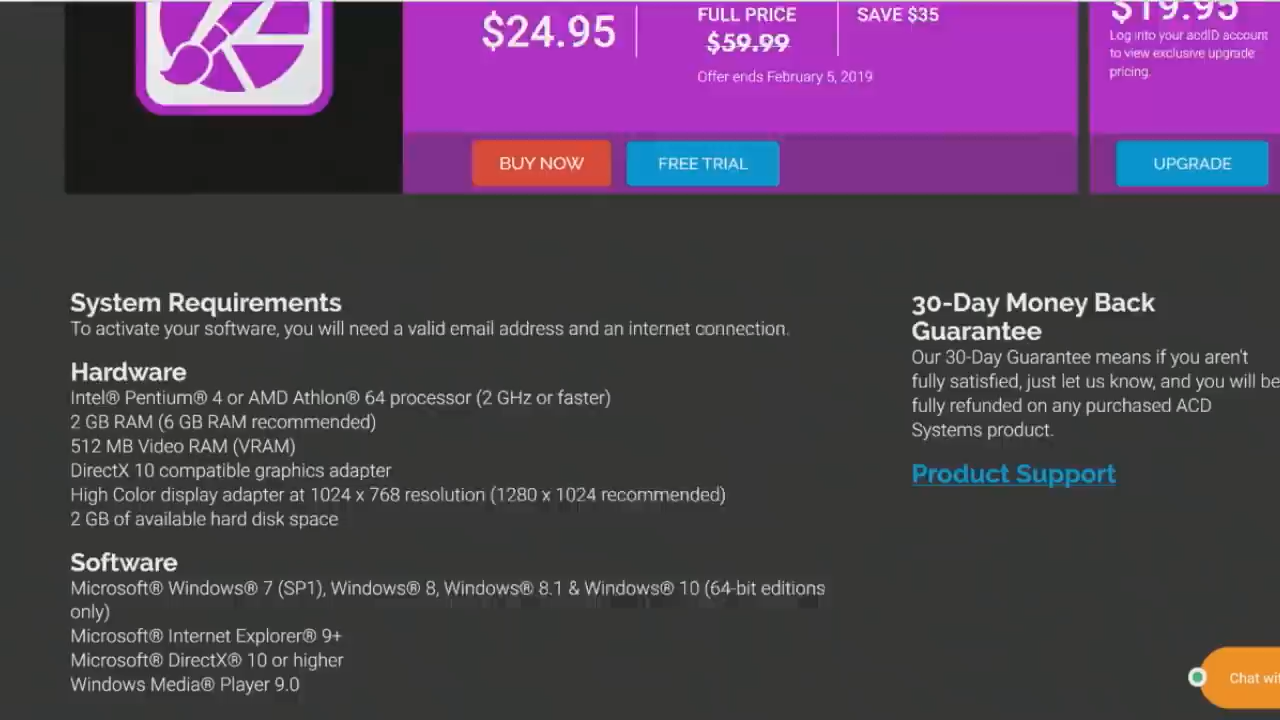 $24.95
FULL PRICE
$59.99
SAVE $35
Offer ends February 5, 2019
BUY NOW
FREE TRIAL
$19.95
Log into your acdID account
to view exclusive upgrade
pricing.
UPGRADE
System Requirements
To activate your software, you will need a valid email address and an internet connection.
Hardware
Intel® Pentium® 4 or AMD Athlon® 64 processor (2 GHz or faster)
2 GB RAM (6 GB RAM recommended)
512 MB Video RAM (VRAM)
DirectX 10 compatible graphics adapter
High Color display adapter at 1024 x 768 resolution (1280 x 1024 recommended)
2 GB of available hard disk space
Software
Microsoft® Windows® 7 (SP1), Windows® 8, Windows® 8.1 & Windows® 10 (64-bit editions
only)
Microsoft® Internet Explorer® 9+
Microsoft® DirectX® 10 or higher
Windows Media® Player 9.0
30-Day Money Back
Guarantee
Our 30-Day Guarantee means if you aren't
fully satisfied, just let us know, and you will be
fully refunded on any purchased ACD
Systems product.
Product Support
Chat wi